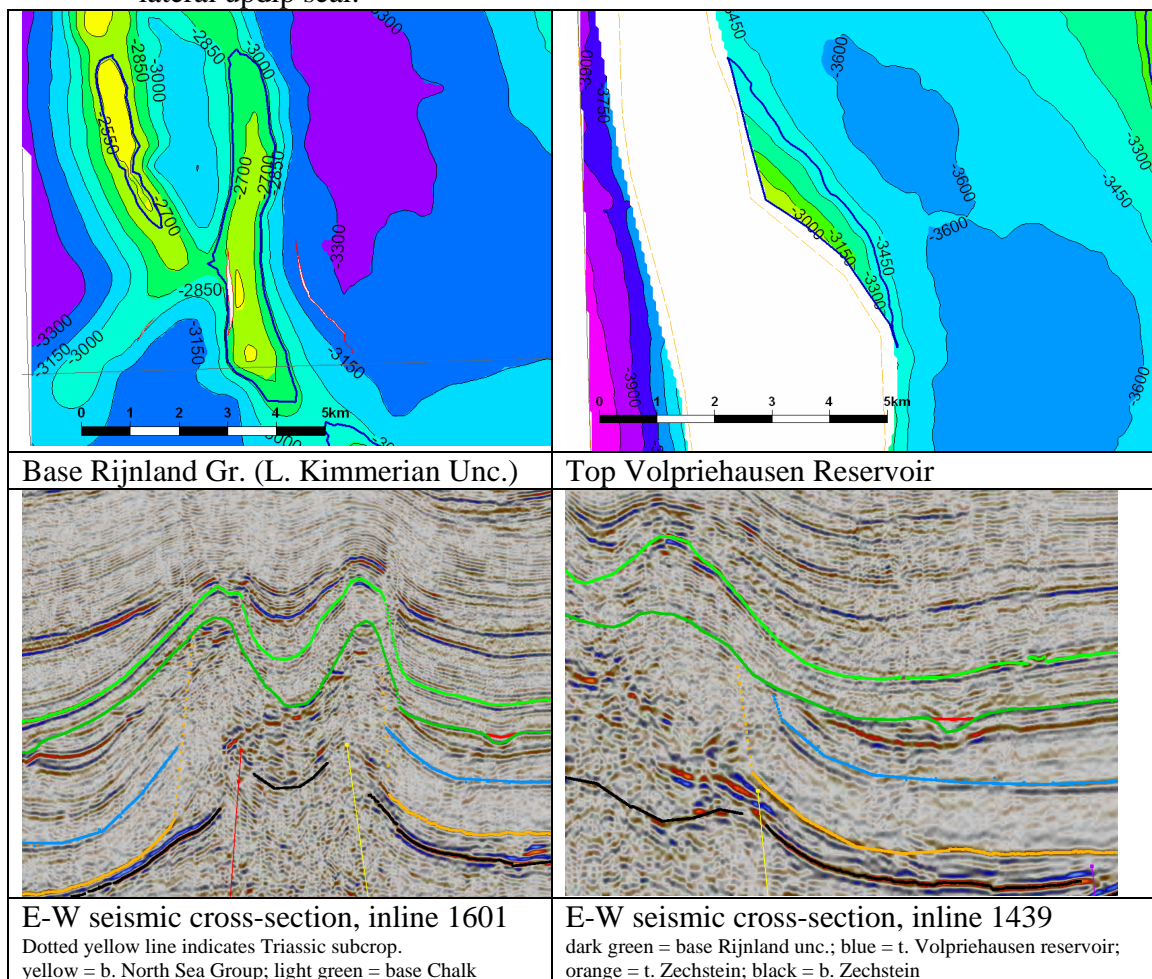 lateral updip seal.
-2850
-3000
-2850
-3000
-3300
-2550
-2700
-2700
-2700
-2850
-2850
-3300
-3300
-3150
-3000
-3150
-3150
0 1 2 3 4 5km
-3000
-3900
-3750
-3450
-3600
-3600
-3300
-3450
-3600
-3000
-3150
-3450
-3300
-3600
-3900
0 1 2 3 4 5km
Base Rijnland Gr. (L. Kimmerian Unc.)
Top Volpriehausen Reservoir
E-W seismic cross-section, inline 1601
Dotted yellow line indicates Triassic subcrop.
yellow = b. North Sea Group; light green = base Chalk
E-W seismic cross-section, inline 1439
dark green = base Rijnland unc.; blue = t. Volpriehausen reservoir;
orange = t. Zechstein; black = b. Zechstein